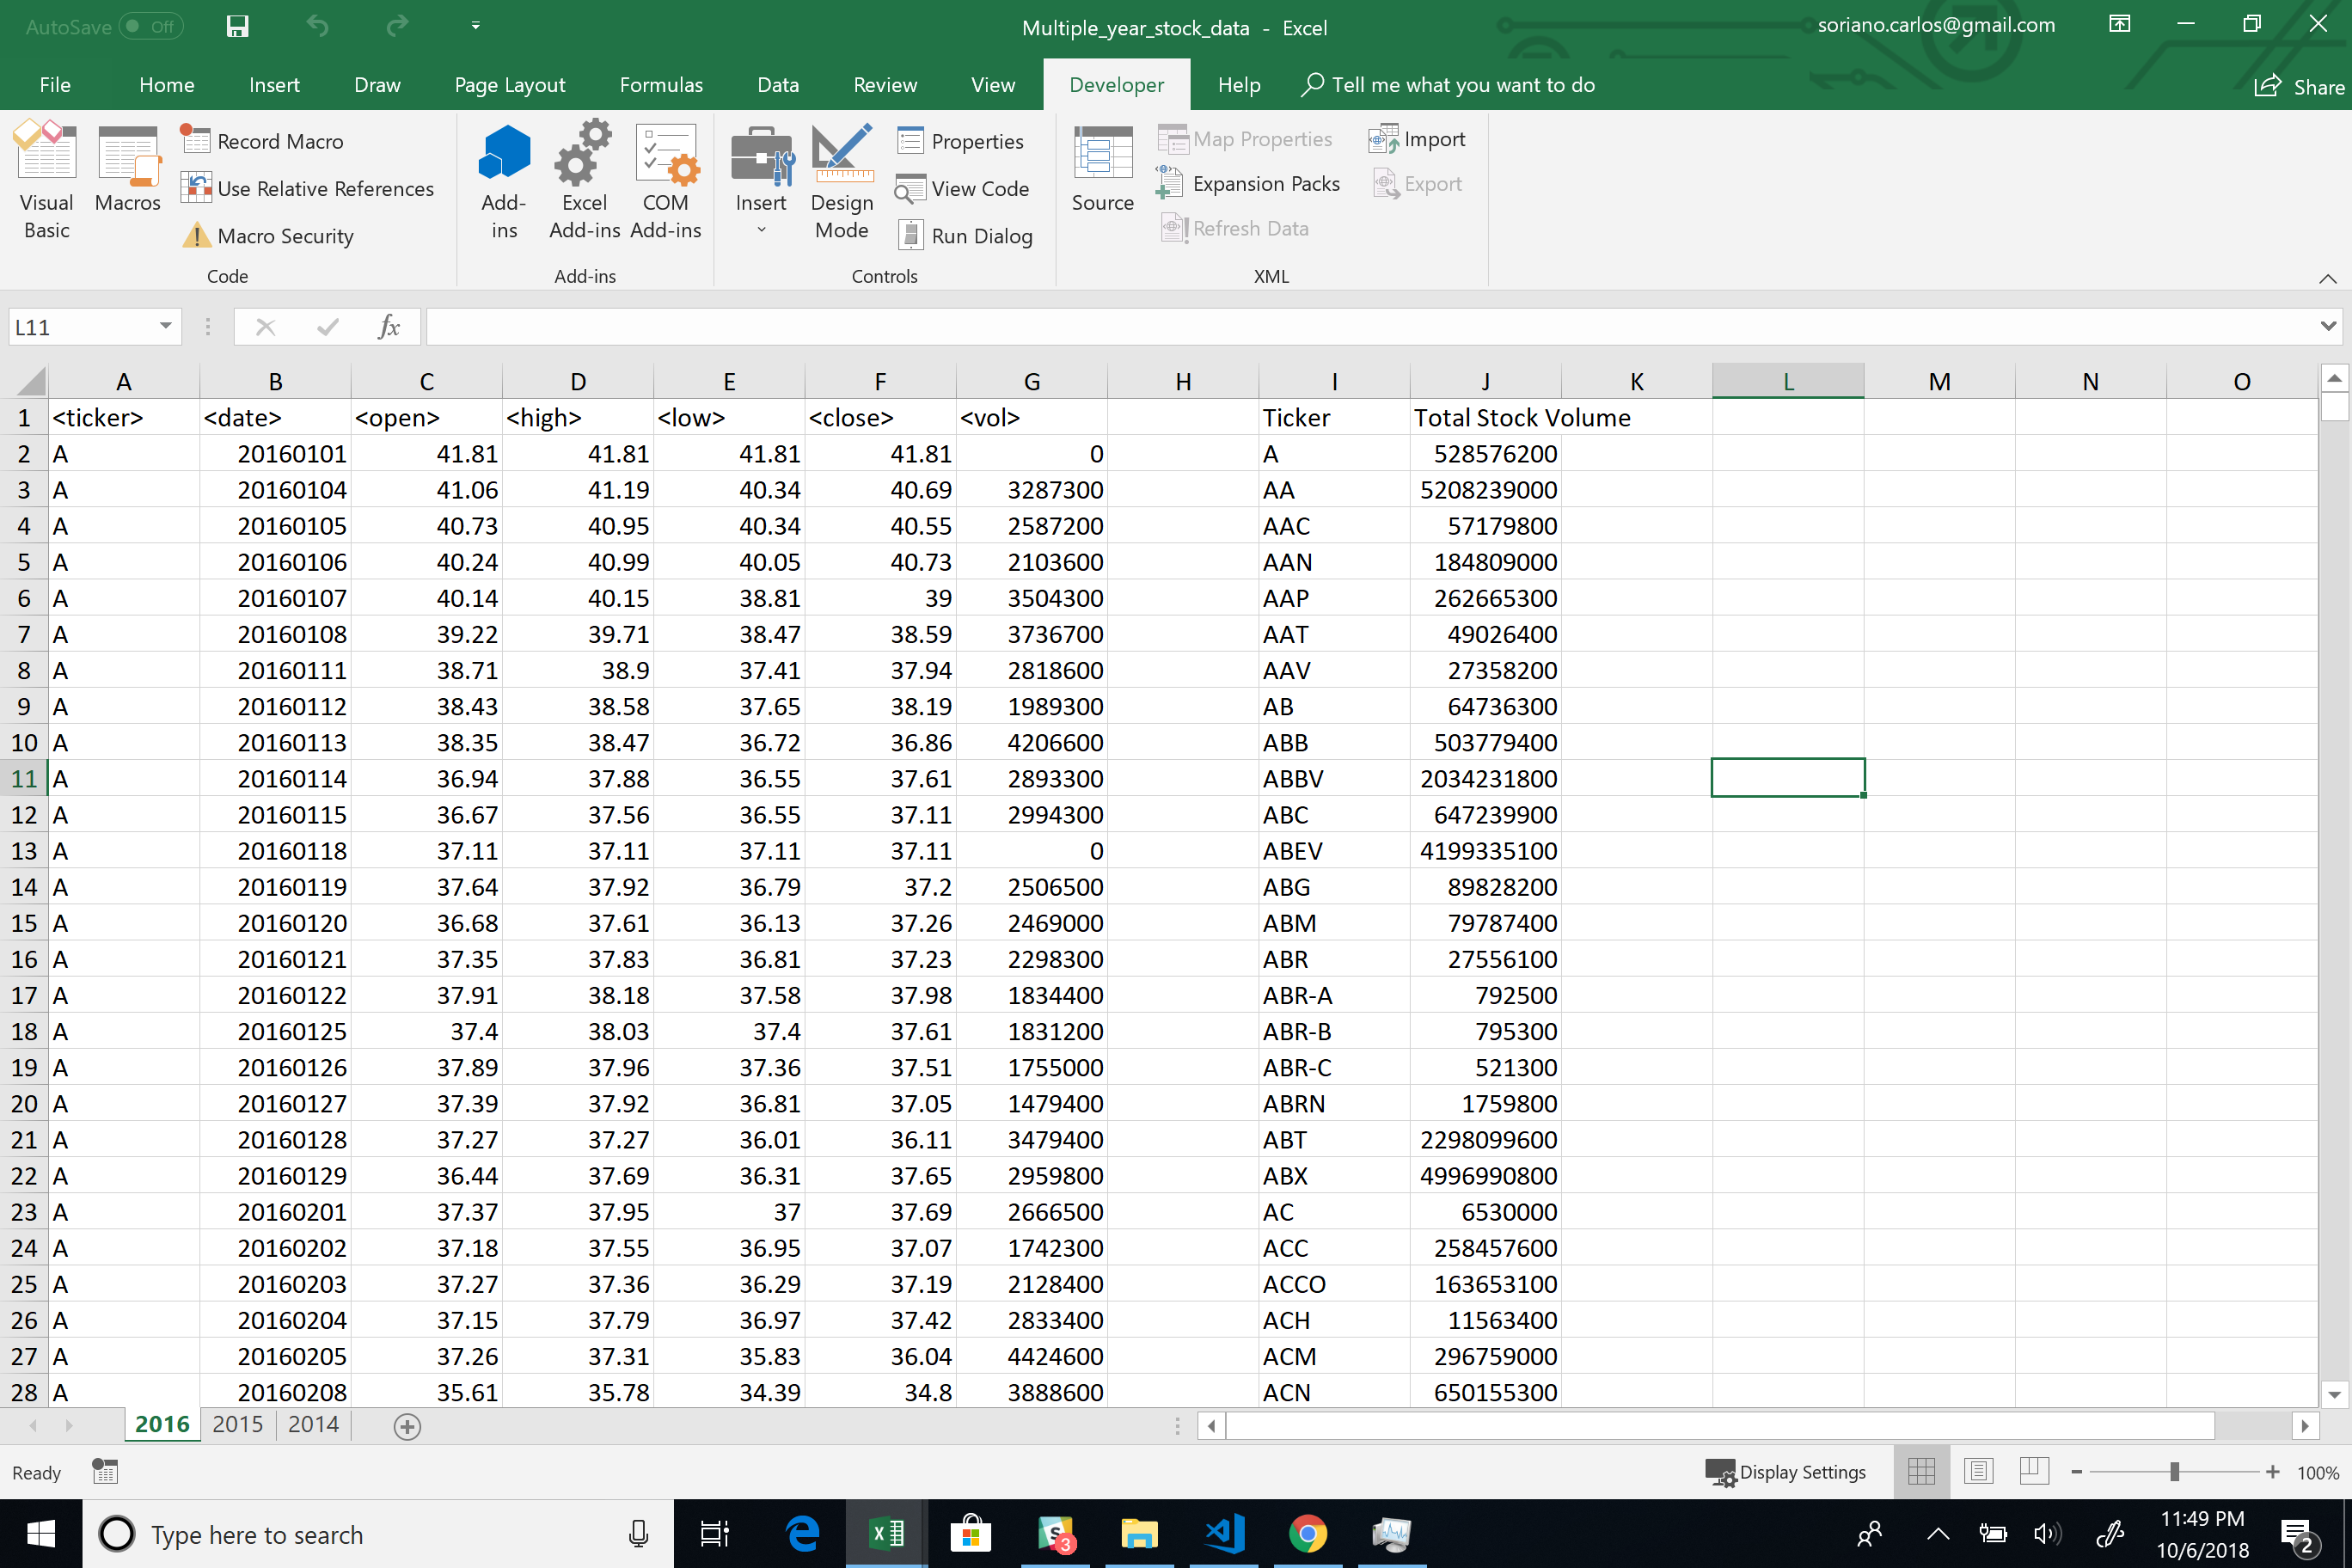 AutoSave Off Multiple_year_stock_data - Excel soriano.carlos@gmail.com
File Home Insert Draw Page Layout Formulas Data Review View Developer Help Tell me what you want to do Share
Visual Basic
Macros
Record Macro
Use Relative References
Macro Security
Code
Add-ins
Excel Add-ins
COM Add-ins
Add-ins
Insert
Design Mode
Properties
View Code
Run Dialog
Controls
Source
Map Properties
Expansion Packs
Refresh Data
Import
Export
XML
L11 fx
A B C D E F G H I J K L M N O
1 <ticker> <date> <open> <high> <low> <close> <vol> Ticker Total Stock Volume
2 A 20160101 41.81 41.81 41.81 41.81 0 A 528576200
3 A 20160104 41.06 41.19 40.34 40.69 3287300 AA 5208239000
4 A 20160105 40.73 40.95 40.34 40.55 2587200 AAC 57179800
5 A 20160106 40.24 40.99 40.05 40.73 2103600 AAN 184809000
6 A 20160107 40.14 40.15 38.81 39 3504300 AAP 262665300
7 A 20160108 39.22 39.71 38.47 38.59 3736700 AAT 49026400
8 A 20160111 38.71 38.9 37.41 37.94 2818600 AAV 27358200
9 A 20160112 38.43 38.58 37.65 38.19 1989300 AB 64736300
10 A 20160113 38.35 38.47 36.72 36.86 4206600 ABB 503779400
11 A 20160114 36.94 37.88 36.55 37.61 2893300 ABBV 2034231800
12 A 20160115 36.67 37.56 36.55 37.11 2994300 ABC 647239900
13 A 20160118 37.11 37.11 37.11 37.11 0 ABEV 4199335100
14 A 20160119 37.64 37.92 36.79 37.2 2506500 ABG 89828200
15 A 20160120 36.68 37.61 36.13 37.26 2469000 ABM 79787400
16 A 20160121 37.35 37.83 36.81 37.23 2298300 ABR 27556100
17 A 20160122 37.91 38.18 37.58 37.98 1834400 ABR-A 792500
18 A 20160125 37.4 38.03 37.4 37.61 1831200 ABR-B 795300
19 A 20160126 37.89 37.96 37.36 37.51 1755000 ABR-C 521300
20 A 20160127 37.39 37.92 36.81 37.05 1479400 ABRN 1759800
21 A 20160128 37.27 37.27 36.01 36.11 3479400 ABT 2298099600
22 A 20160129 36.44 37.69 36.31 37.65 2959800 ABX 4996990800
23 A 20160201 37.37 37.95 37 37.69 2666500 AC 6530000
24 A 20160202 37.18 37.55 36.95 37.07 1742300 ACC 258457600
25 A 20160203 37.27 37.36 36.29 37.19 2128400 ACCO 163653100
26 A 20160204 37.15 37.79 36.97 37.42 2833400 ACH 11563400
27 A 20160205 37.26 37.31 35.83 36.04 4424600 ACM 296759000
28 A 20160208 35.61 35.78 34.39 34.8 3888600 ACN 650155300
2016 2015 2014
Ready Display Settings 100%
Type here to search
3
11:49 PM
10/6/2018
2